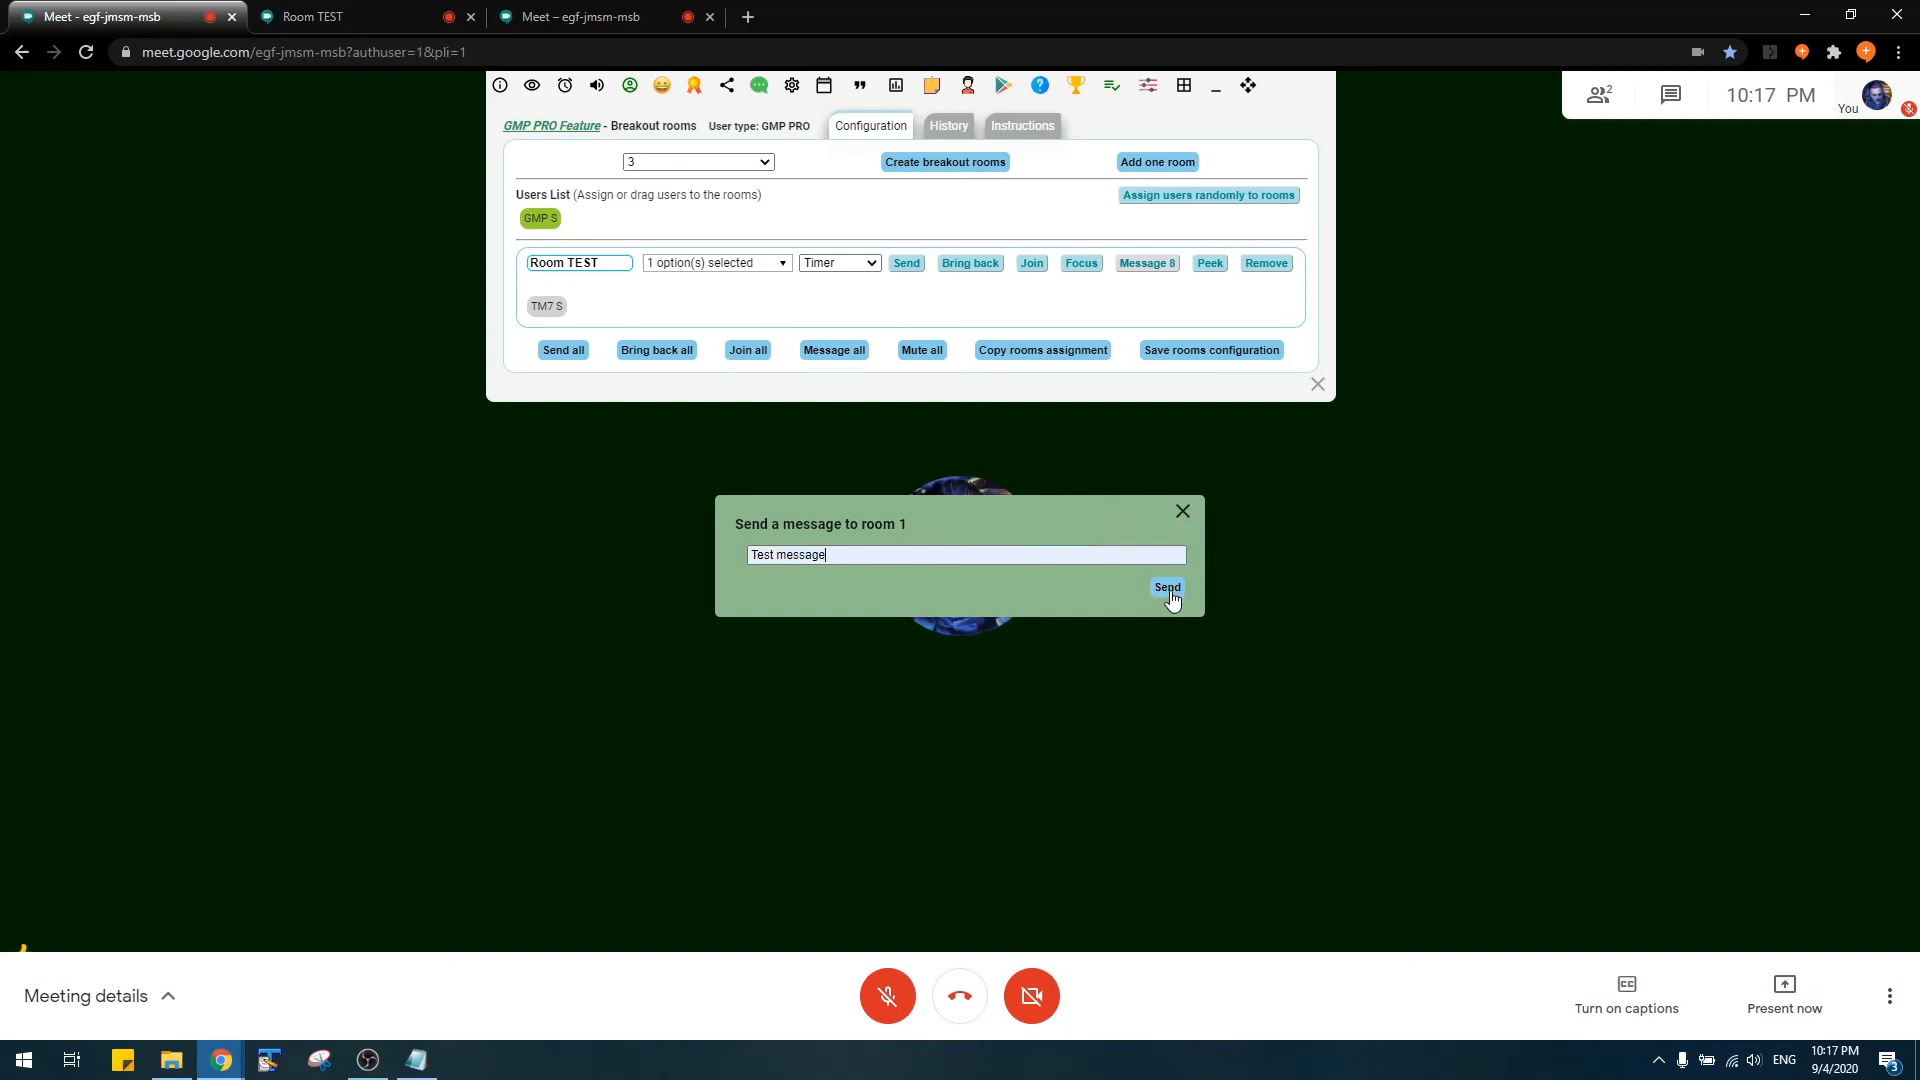 Meet - egf-jmsm-msb
Room TEST
Meet – egf-jmsm-msb
meet.google.com/egf-jmsm-msb?authuser=1&pli=1
2
10:17 PM
You
GMP PRO Feature - Breakout rooms User type: GMP PRO Configuration History Instructions
3 Create breakout rooms Add one room
Users List (Assign or drag users to the rooms) Assign users randomly to rooms
GMP S
Room TEST 1 option(s) selected Timer Send Bring back Join Focus Message 8 Peek Remove
TM7 S
Send all Bring back all Join all Message all Mute all Copy rooms assignment Save rooms configuration
Send a message to room 1
Test message
Send
Meeting details
CC
Turn on captions
Present now
ENG
10:17 PM
9/4/2020
3